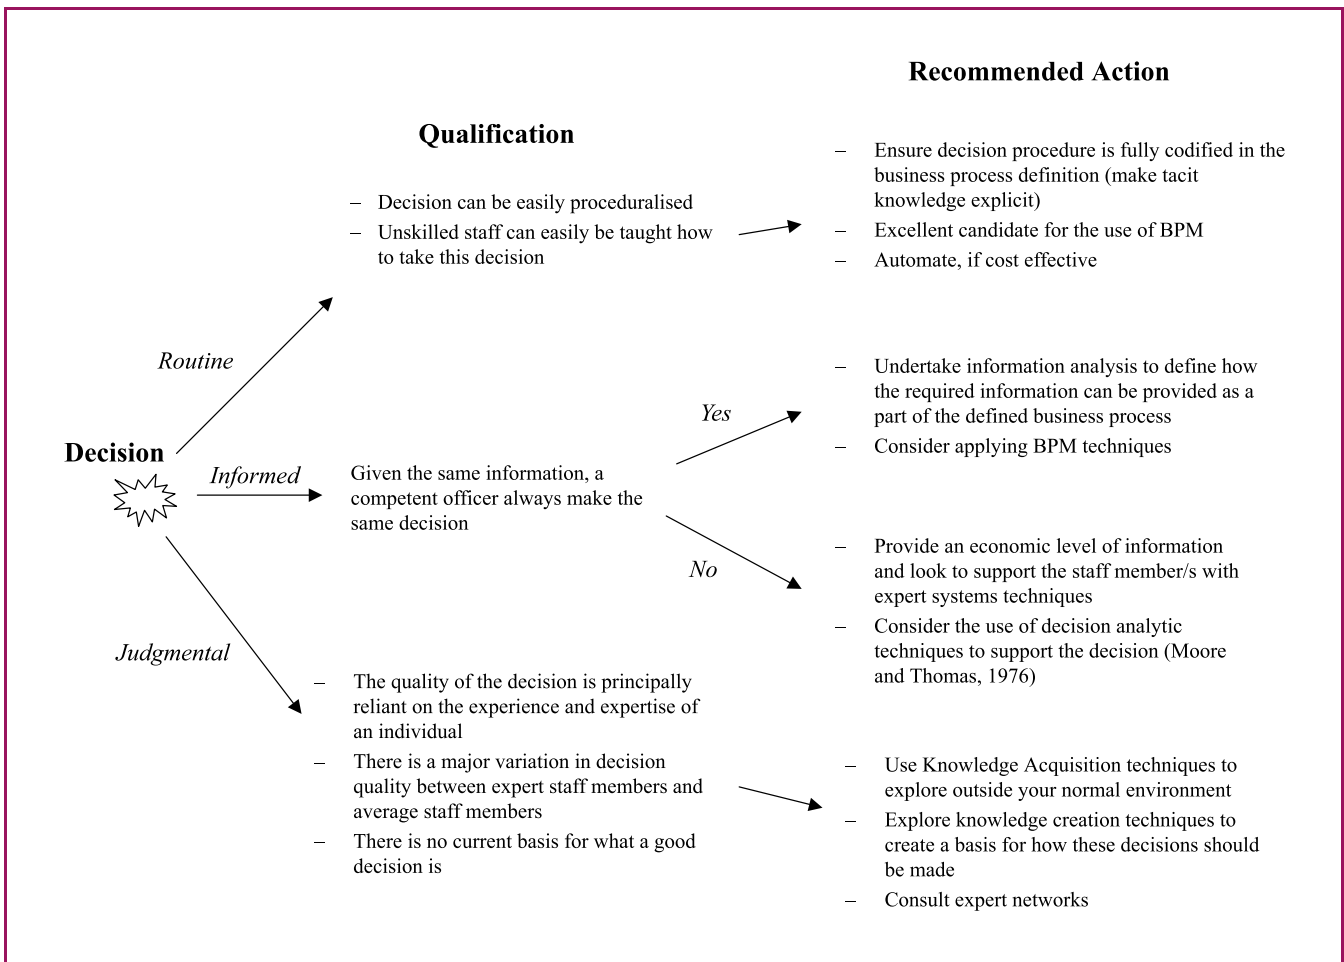 Recommended Action
Qualification
– Decision can be easily proceduralised
– Unskilled staff can easily be taught how
to take this decision
– Ensure decision procedure is fully codified in the
business process definition (make tacit
knowledge explicit)
– Excellent candidate for the use of BPM
– Automate, if cost effective
Routine
Decision
Informed
Given the same information, a
competent officer always make the
same decision
Yes
– Undertake information analysis to define how
the required information can be provided as a
part of the defined business process
– Consider applying BPM techniques
No
– Provide an economic level of information
and look to support the staff member/s with
expert systems techniques
– Consider the use of decision analytic
techniques to support the decision (Moore
and Thomas, 1976)
Judgmental
– The quality of the decision is principally
reliant on the experience and expertise of
an individual
– There is a major variation in decision
quality between expert staff members and
average staff members
– There is no current basis for what a good
decision is
– Use Knowledge Acquisition techniques to
explore outside your normal environment
– Explore knowledge creation techniques to
create a basis for how these decisions should
be made
– Consult expert networks